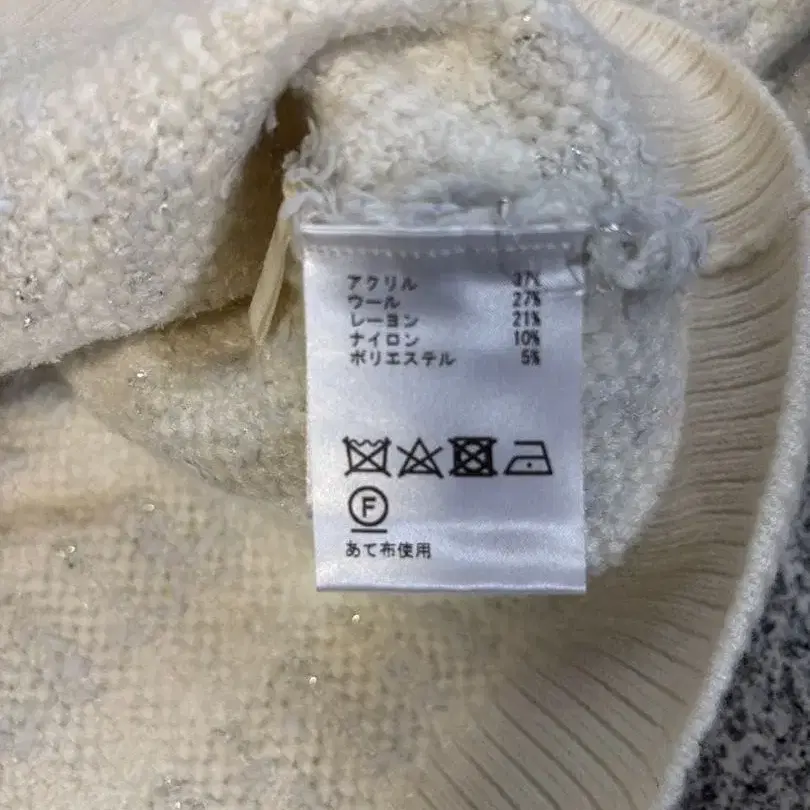 アクリル 37%
ウール 27%
レーヨン 21%
ナイロン 10%
ポリエステル 5%
F
あて布使用